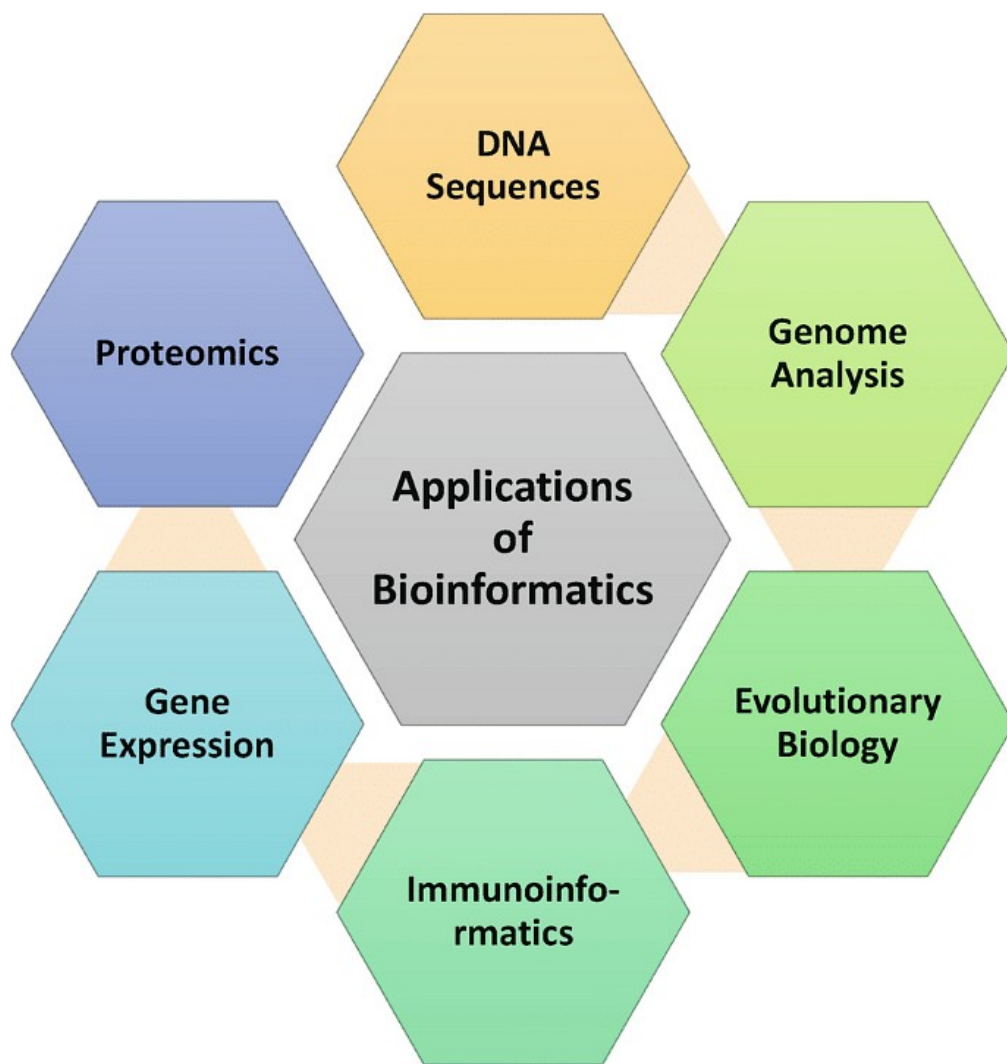 DNA
Sequences
Genome
Analysis
Proteomics
Applications
of
Bioinformatics
Evolutionary
Biology
Gene
Expression
Immunoinfo-
rmatics